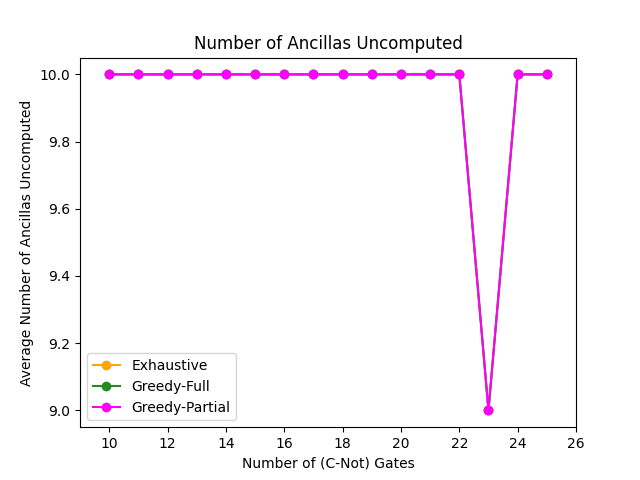 Number of Ancillas Uncomputed
Average Number of Ancillas Uncomputed
10.0
9.8
9.6
9.4
9.2
9.0
Exhaustive
Greedy-Full
Greedy-Partial
10 12 14 16 18 20 22 24 26
Number of (C-Not) Gates